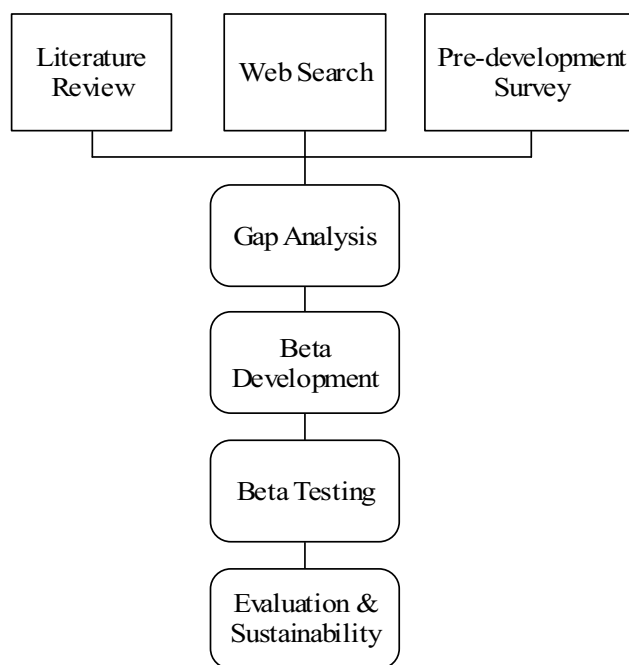 Literature
Review
Web Search
Pre-development
Survey
Gap Analysis
Beta
Development
Beta Testing
Evaluation &
Sustainability